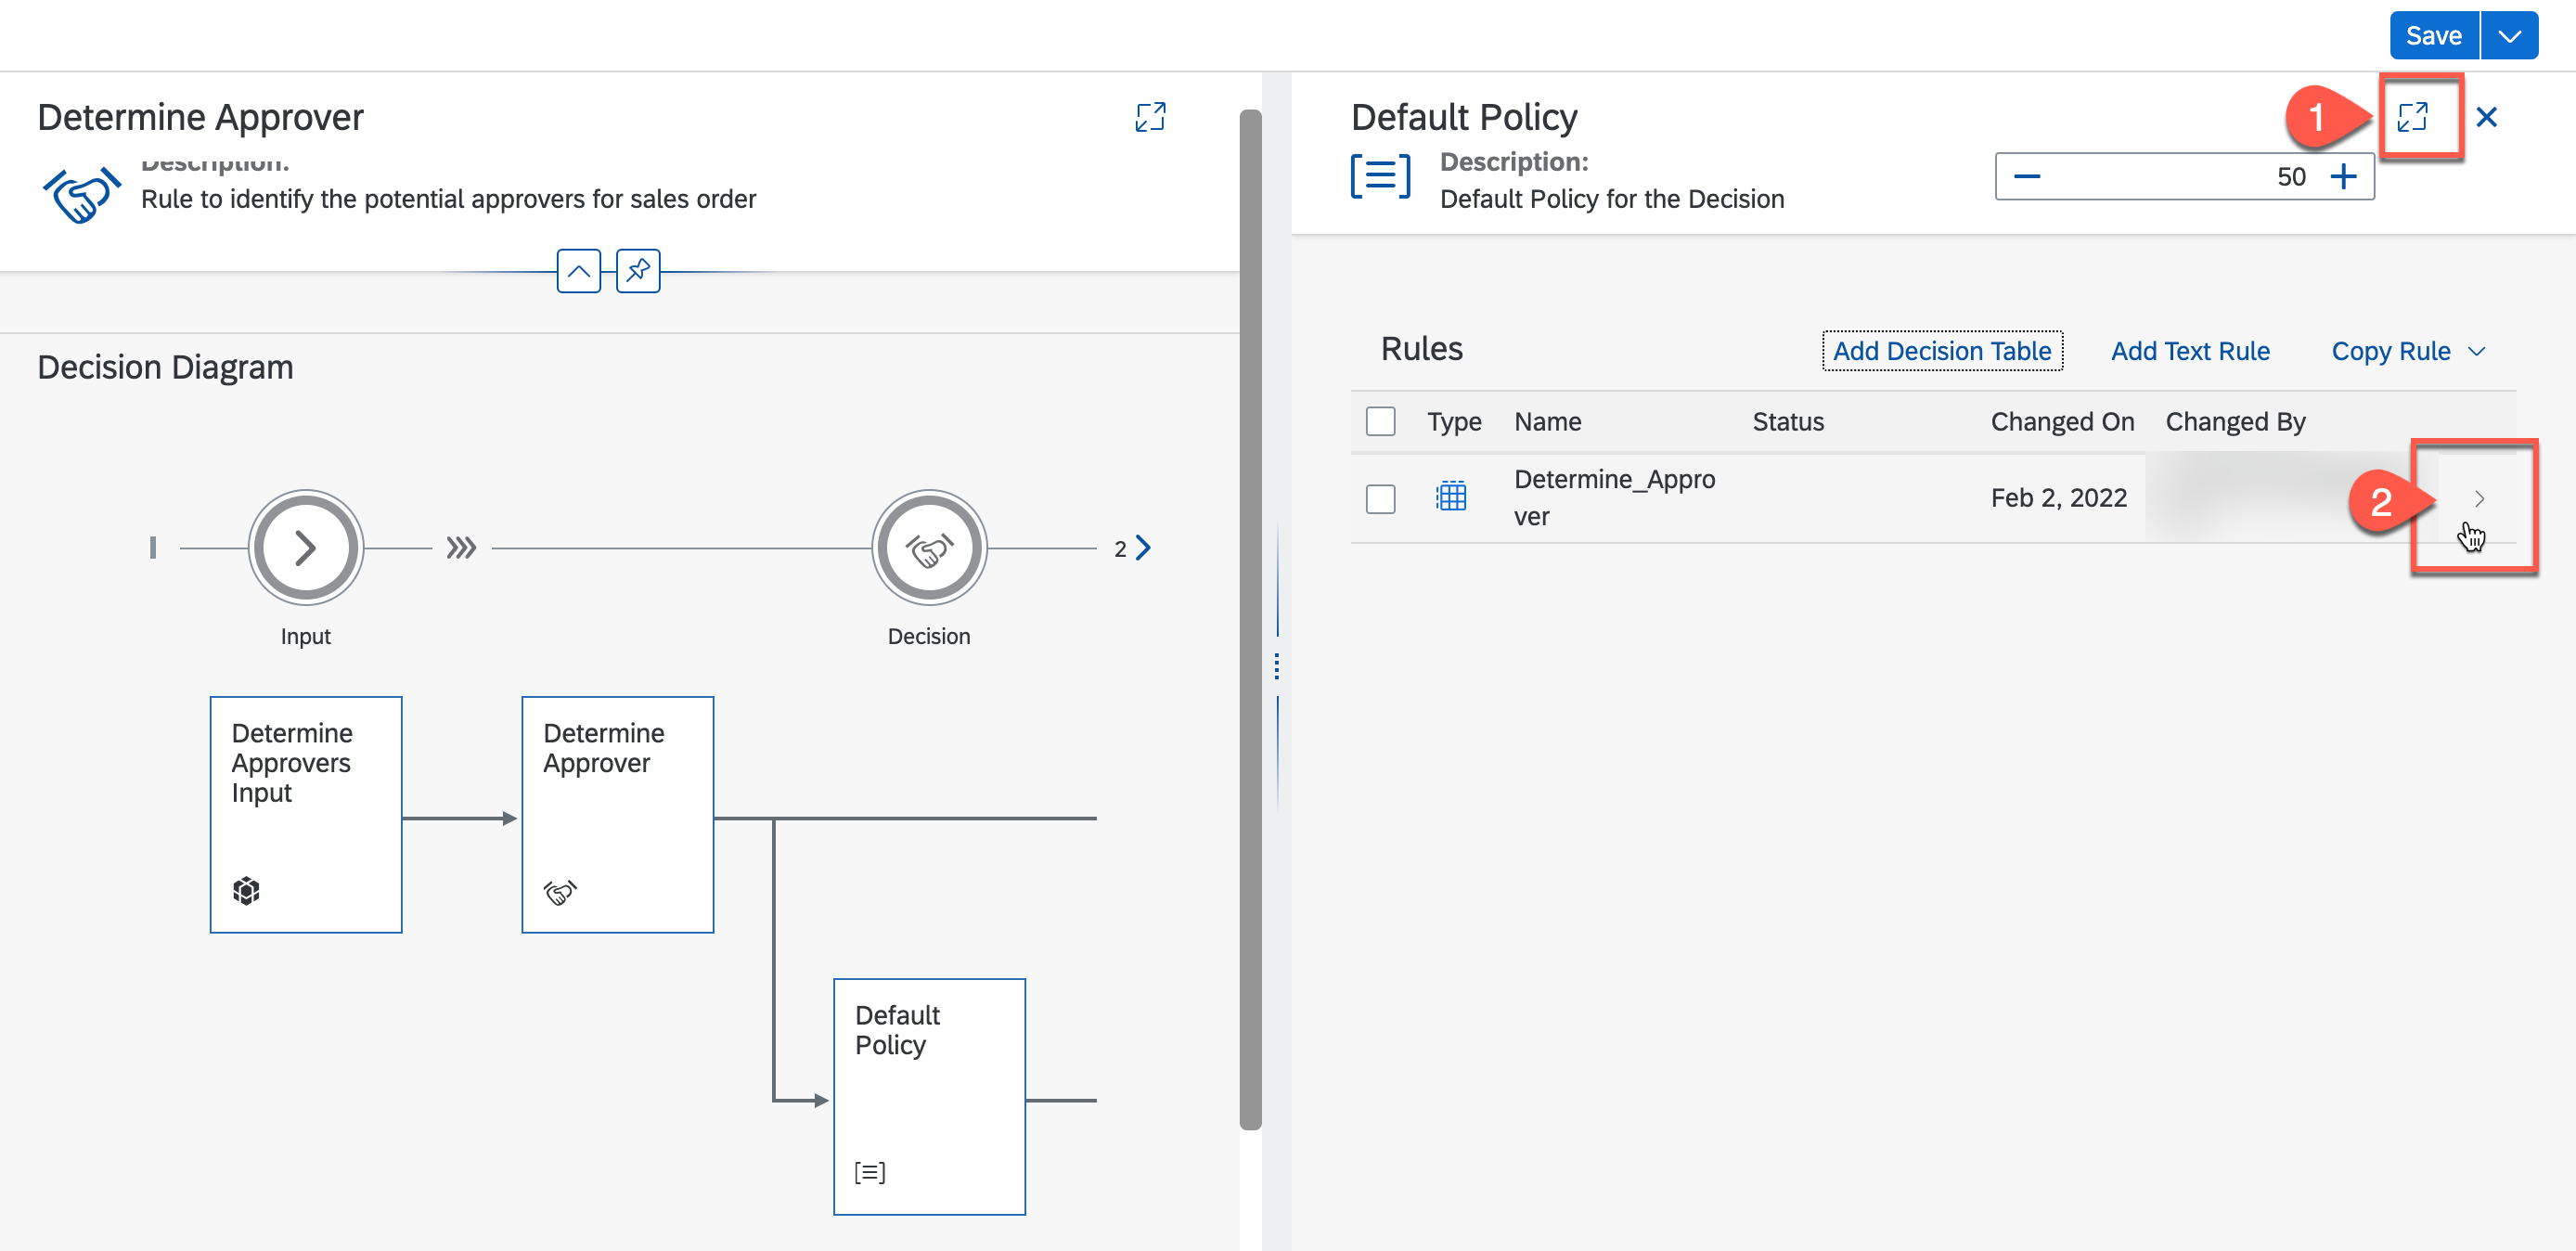 Save
Determine Approver
Description:
Rule to identify the potential approvers for sales order
Decision Diagram
Input
Decision
2
Determine
Approvers
Input
Determine
Approver
Default
Policy
Default Policy
1
Description:
Default Policy for the Decision
50
Rules
Add Decision Table
Add Text Rule
Copy Rule
Type Name Status Changed On Changed By
Determine_Appro
ver
Feb 2, 2022
2